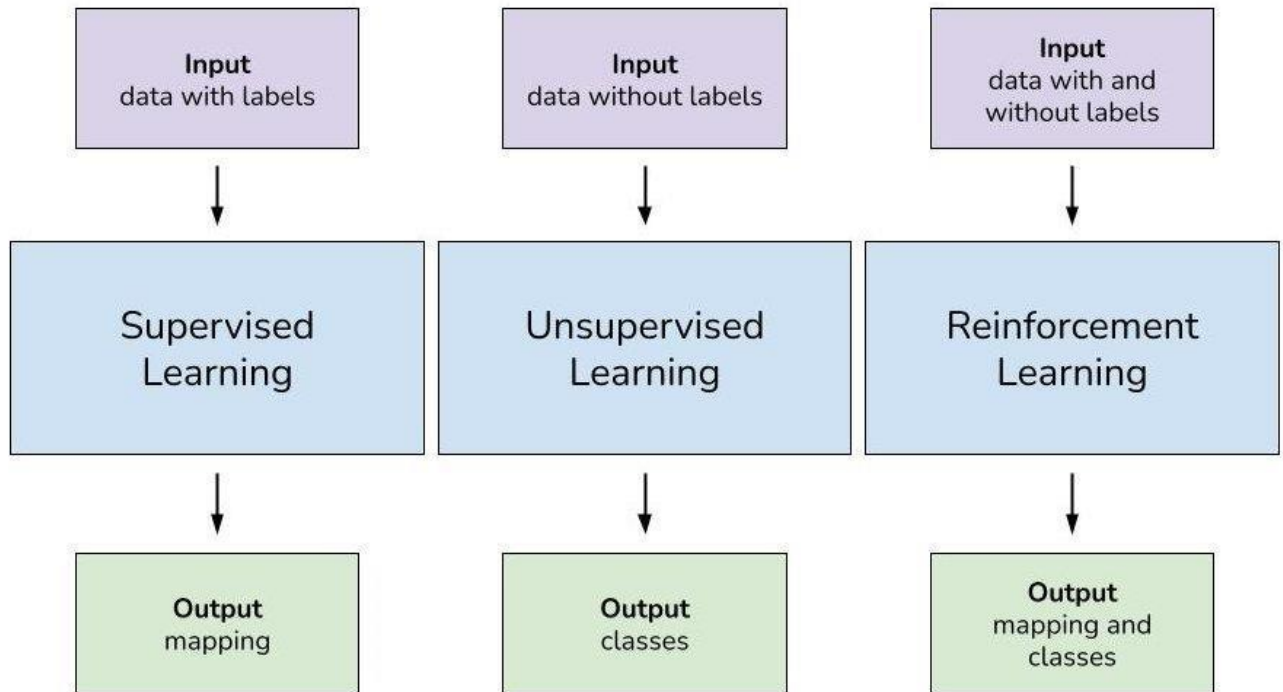 Input
data with labels
Input
data without labels
Input
data with and
without labels
Supervised
Learning
Unsupervised
Learning
Reinforcement
Learning
Output
mapping
Output
classes
Output
mapping and
classes